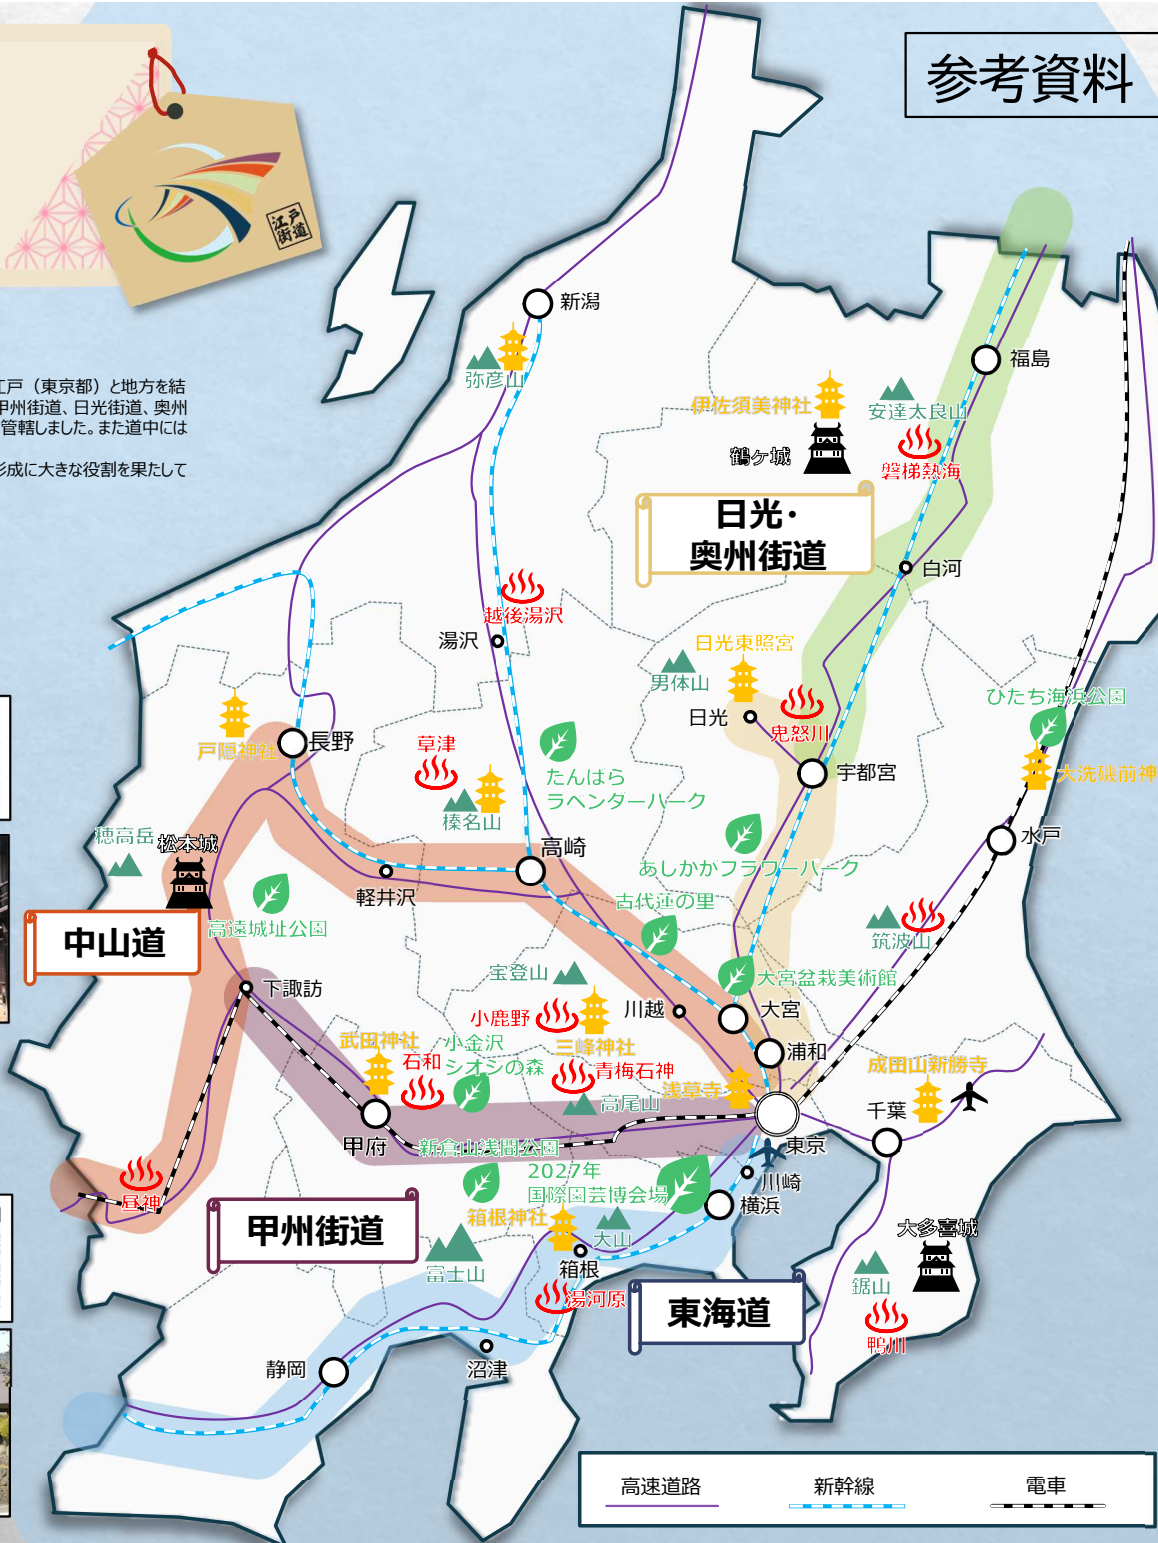 参考資料
江戸
街道
江戸（東京都）と地方を結
甲州街道、日光街道、奥州
管轄しました。また道中には
形成に大きな役割を果たして
新潟
弥彦山
福島
伊佐須美神社
安達太良山
鶴ヶ城
磐梯熱海
日光・
奥州街道
白河
越後湯沢
湯沢
日光東照宮
男体山
日光
鬼怒川
ひたち海浜公園
宇都宮
大洗磯前神
戸隠神社
長野
草津
たんばら
ラベンダーパーク
榛名山
水戸
穂高岳
松本城
高崎
軽井沢
あしかがフラワーパーク
古代蓮の里
高遠城址公園
筑波山
中山道
宝登山
大宮盆栽美術館
下諏訪
川越
大宮
小鹿野
武田神社
石和
小金沢
シオジの森
三峰神社
浦和
青梅石神
浅草寺
成田山新勝寺
高尾山
千葉
甲府
新倉山浅間公園
東京
2027年
国際園芸博会場
川崎
昼神
横浜
甲州街道
箱根神社
大山
大多喜城
富士山
箱根
鋸山
湯河原
東海道
鴨川
静岡
沼津
高速道路
新幹線
電車